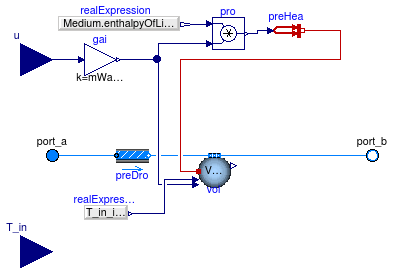 realExpression
Medium.enthalpyOfLi...
pro
preHea
u
gai
k=mWa...
port_a
port_b
preDro
V...
vol
realExpres...
T_in_i...
T_in